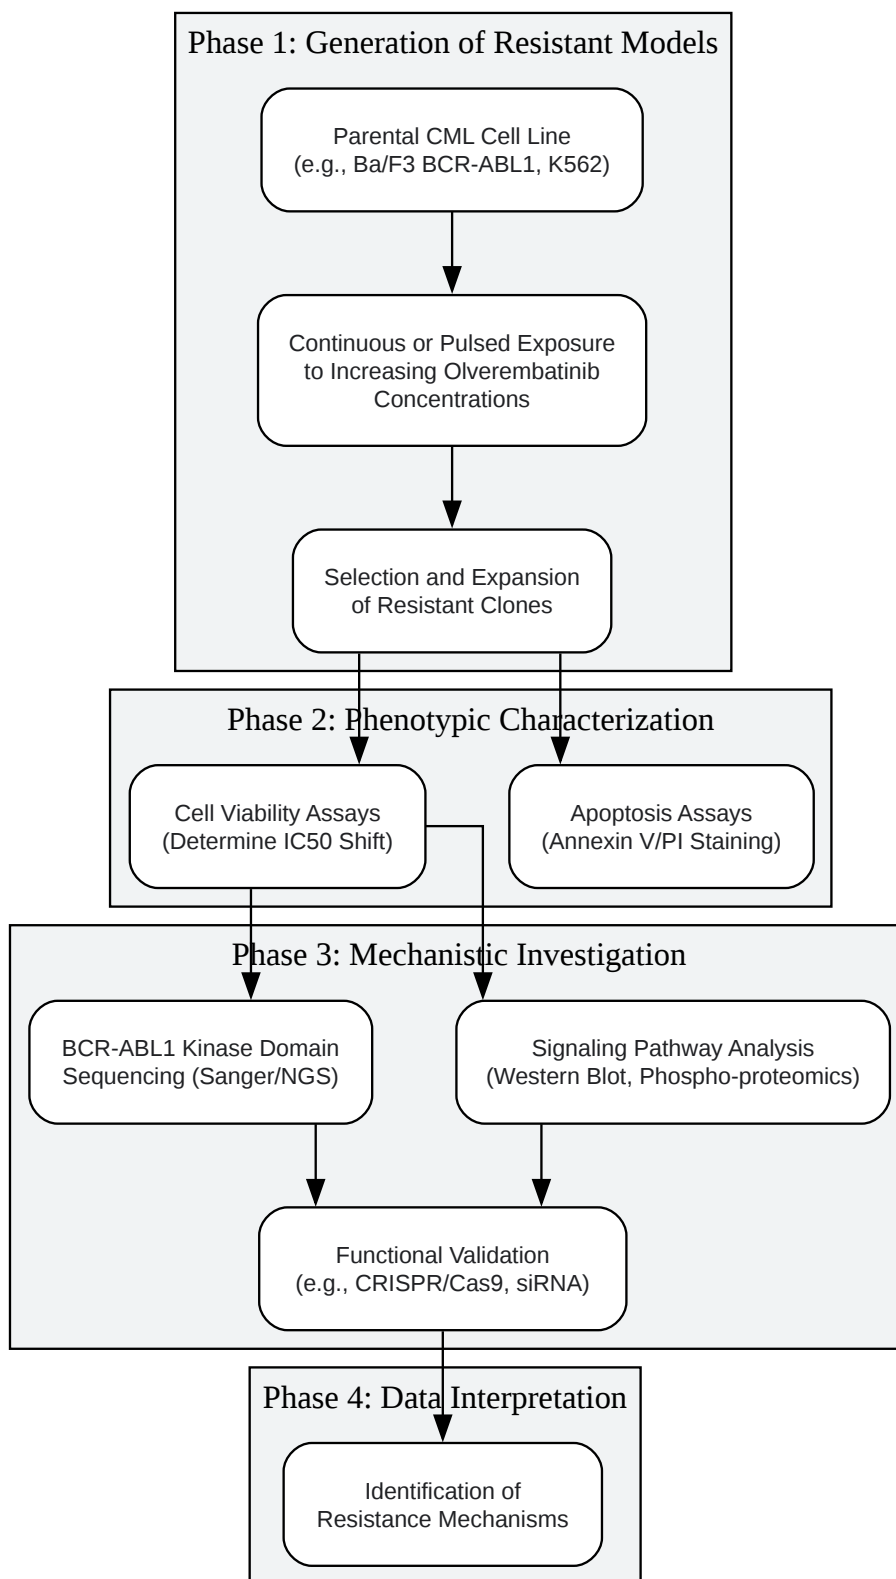 Phase 1: Generation of Resistant Models
Parental CML Cell Line
(e.g., Ba/F3 BCR-ABL1, K562)
Continuous or Pulsed Exposure
to Increasing Olverembatinib
Concentrations
Selection and Expansion
of Resistant Clones
Phase 2: Phenotypic Characterization
Cell Viability Assays
(Determine IC50 Shift)
Apoptosis Assays
(Annexin V/PI Staining)
Phase 3: Mechanistic Investigation
BCR-ABL1 Kinase Domain
Sequencing (Sanger/NGS)
Signaling Pathway Analysis
(Western Blot, Phospho-proteomics)
Functional Validation
(e.g., CRISPR/Cas9, siRNA)
Phase 4: Data Interpretation
Identification of
Resistance Mechanisms